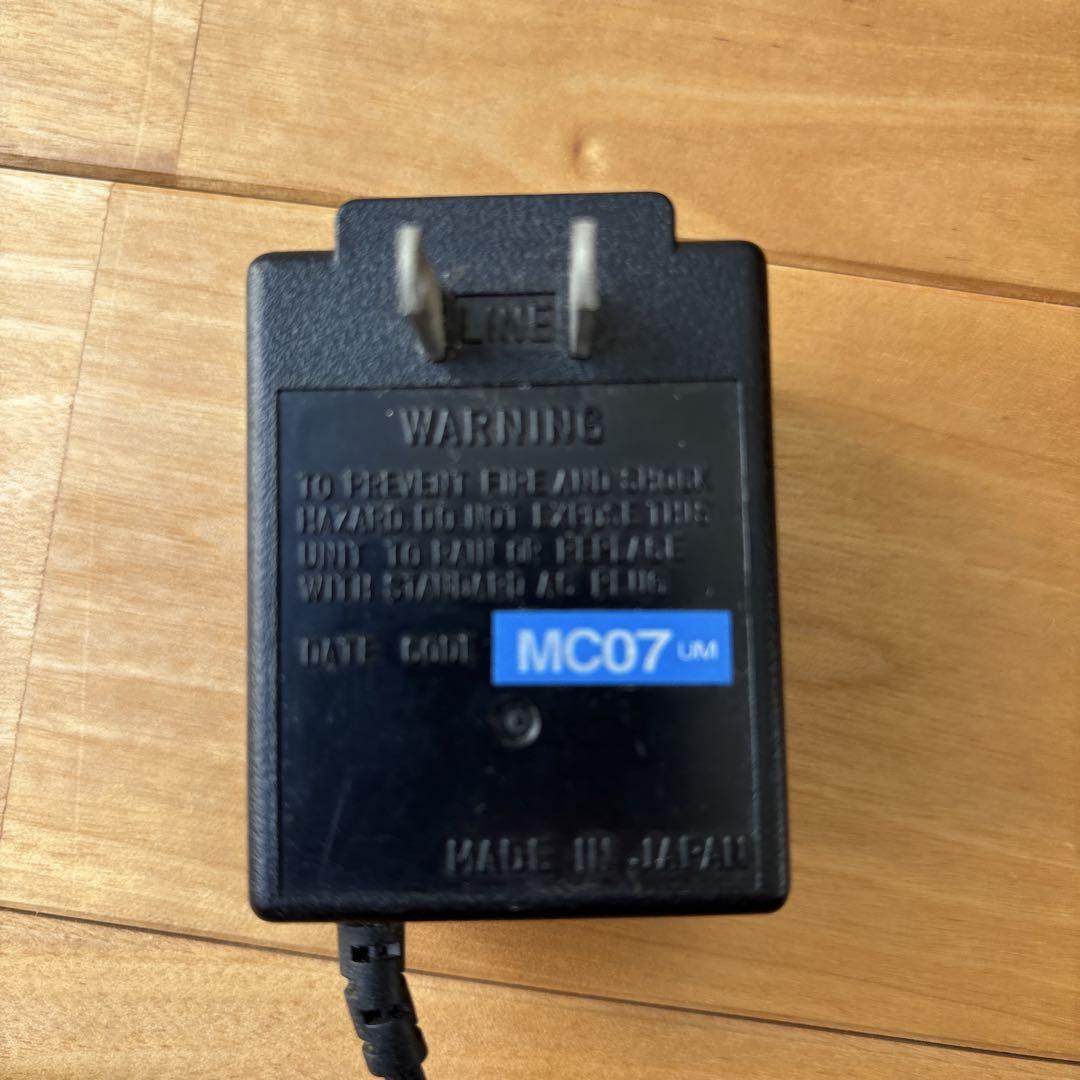 LINE
WARNING
TO PREVENT FIRE AND SHOCK
HAZARD, DO NOT EXPOSE THIS
UNIT TO RAIN OR REPLACE
WITH STANDARD AC PLUG
DATE CODE MC07 UM
MADE IN JAPAN